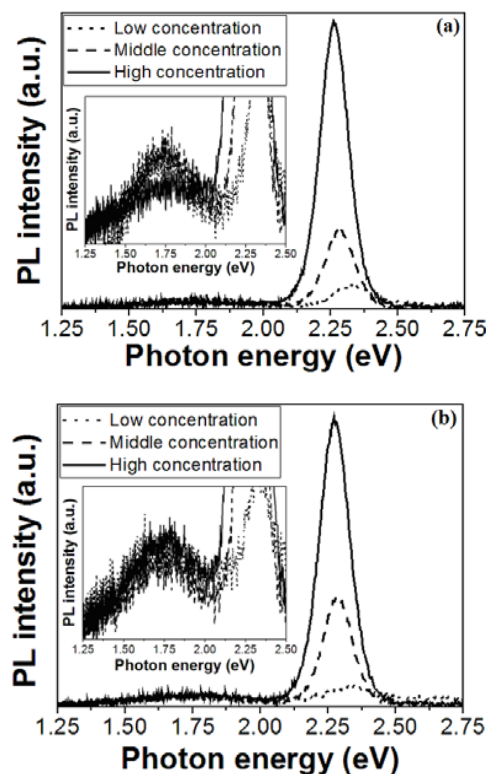 (a)
Low concentration
Middle concentration
High concentration
PL intensity (a.u.)
PL intensity (a.u.)
1.25 1.50 1.75 2.00 2.25 2.50
Photon energy (eV)
1.25 1.50 1.75 2.00 2.25 2.50 2.75
Photon energy (eV)
(b)
Low concentration
Middle concentration
High concentration
PL intensity (a.u.)
PL intensity (a.u.)
1.25 1.50 1.75 2.00 2.25 2.50
Photon energy (eV)
1.25 1.50 1.75 2.00 2.25 2.50 2.75
Photon energy (eV)